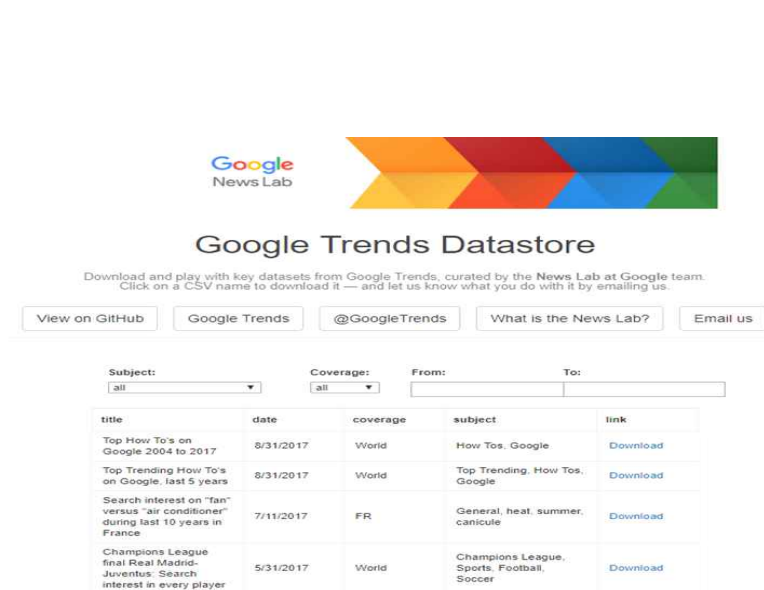 Google
News Lab
Google Trends Datastore
Download and play with key datasets from Google Trends, curated by the News Lab at Google team.
Click on a CSV name to download it — and let us know what you do with it by emailing us.
View on GitHub
Google Trends
@GoogleTrends
What is the News Lab?
Email us
Subject:
Coverage:
From:
To:
all
all
title
date
coverage
subject
link
Top How To's on
Google 2004 to 2017
8/31/2017
World
How Tos, Google
Download
Top Trending How To's
on Google, last 5 years
8/31/2017
World
Top Trending, How Tos,
Google
Download
Search interest on "fan"
versus "air conditioner"
during last 10 years in
France
7/11/2017
FR
General, heat, summer,
canicule
Download
Champions League
final Real Madrid-
Juventus: Search
interest in every player
5/31/2017
World
Champions League,
Sports, Football,
Soccer
Download